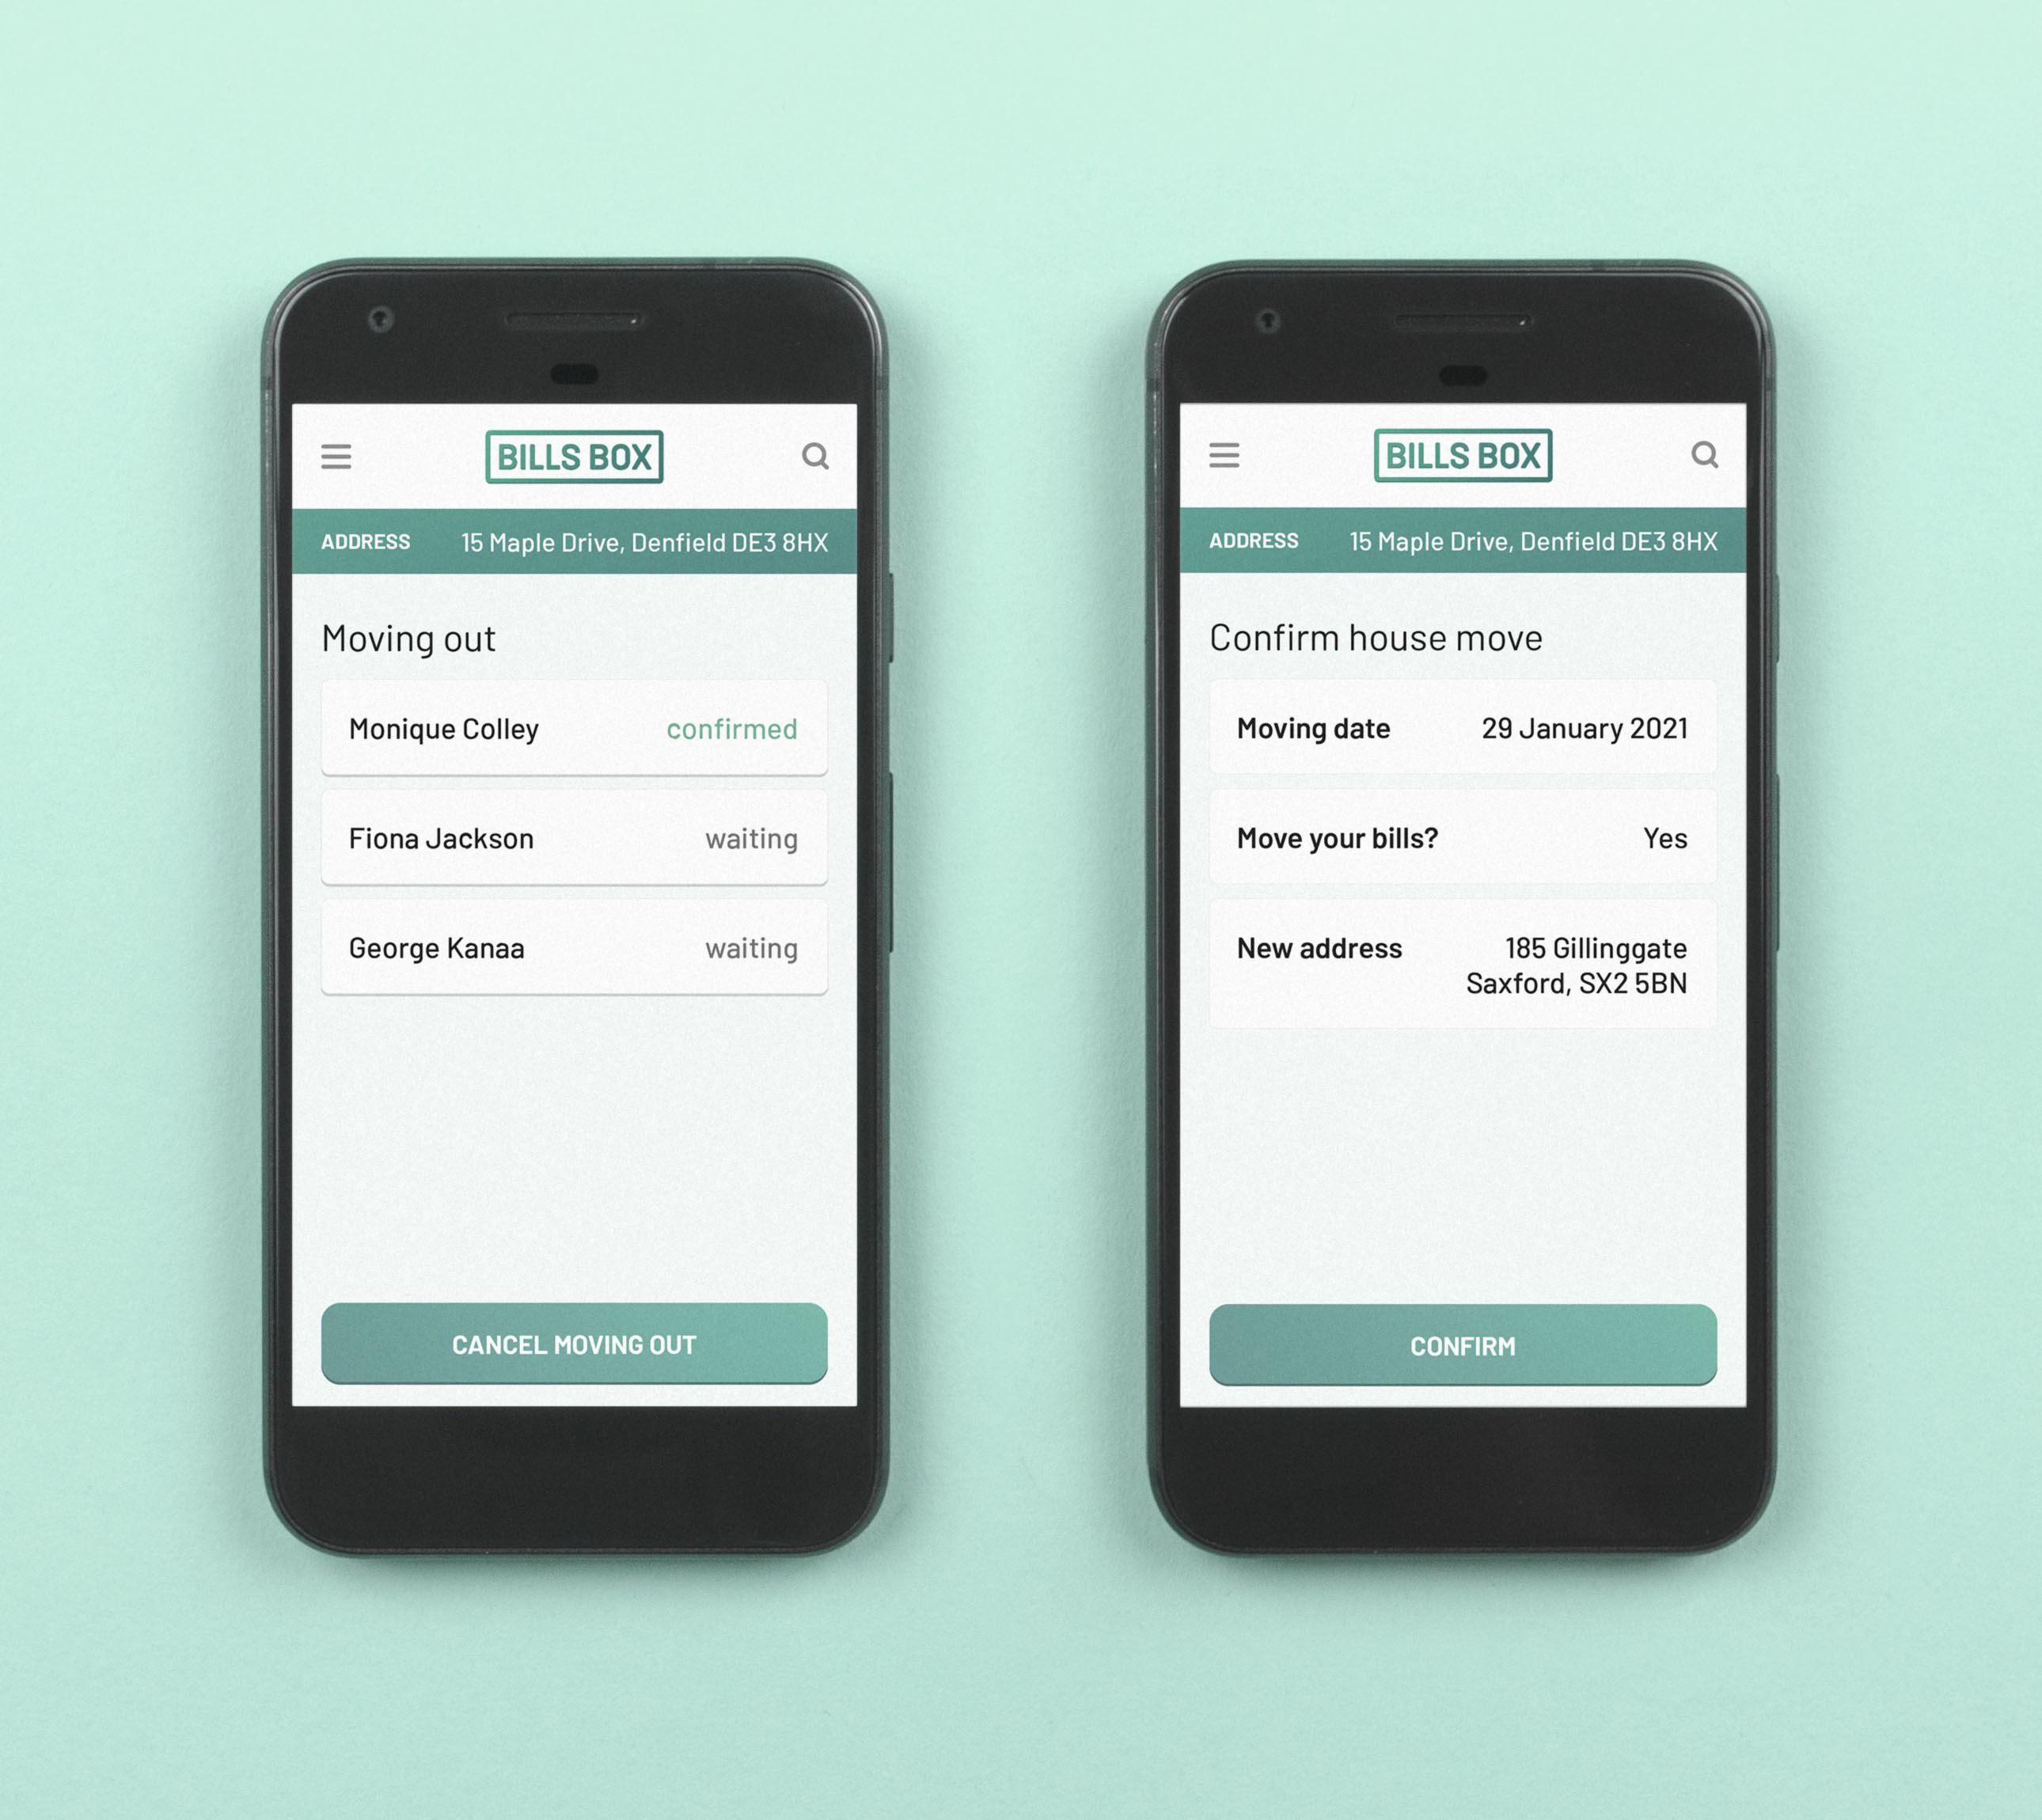 BILLS BOX
ADDRESS 15 Maple Drive, Denfield DE3 8HX
Moving out
Monique Colley confirmed
Fiona Jackson waiting
George Kanaa waiting
CANCEL MOVING OUT
BILLS BOX
ADDRESS 15 Maple Drive, Denfield DE3 8HX
Confirm house move
Moving date 29 January 2021
Move your bills? Yes
New address 185 Gillinggate
Saxford, SX2 5BN
CONFIRM